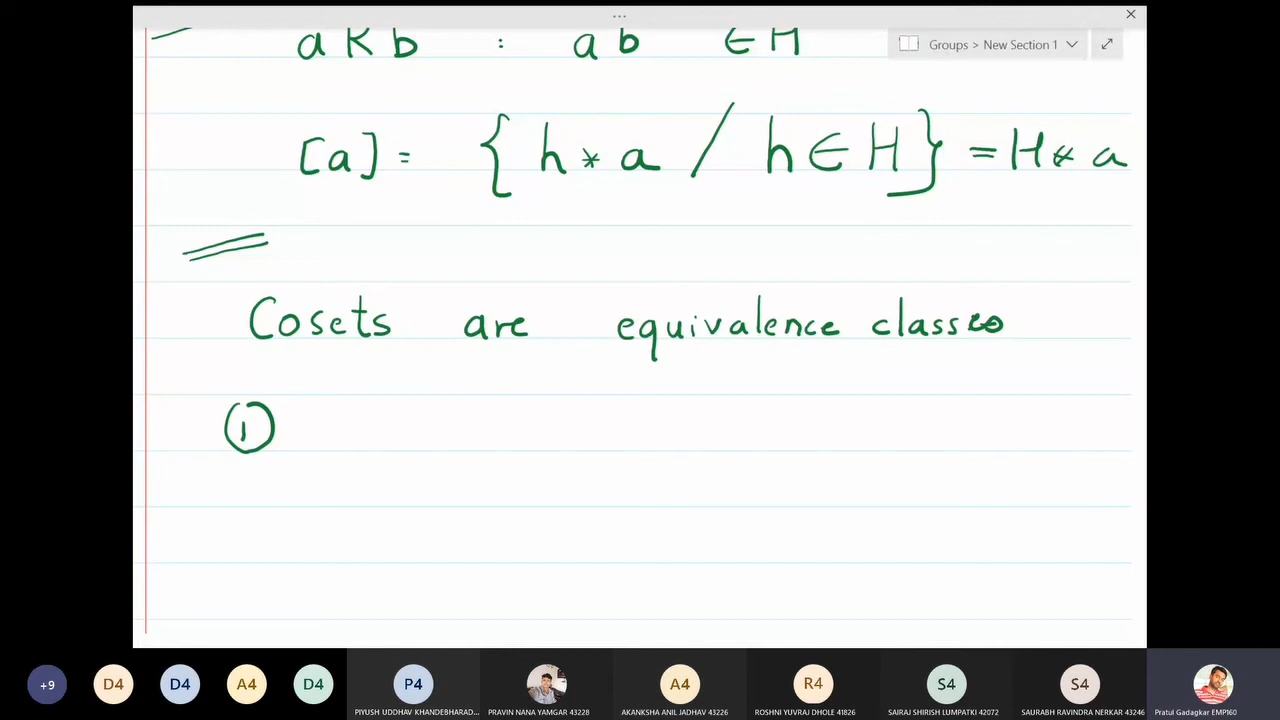 a R b : a b ∈ H
Groups > New Section 1
[a] = { h * a / h ∈ H } = H * a
Cosets are equivalence classes
①
+9 D4 D4 A4 D4 P4 A4 R4 S4 S4
PIYUSH UDDHAV KHANDEBHARAD... PRAVIN NANA YAMGAR 43228 AKANKSHA ANIL JADHAV 43226 ROSHNI YUVRAJ DHOLE 41826 SAIRAJ SHIRISH LUMPATKI 42072 SAURABH RAVINDRA NERKAR 43246 Pratul Gadagkar EMP160